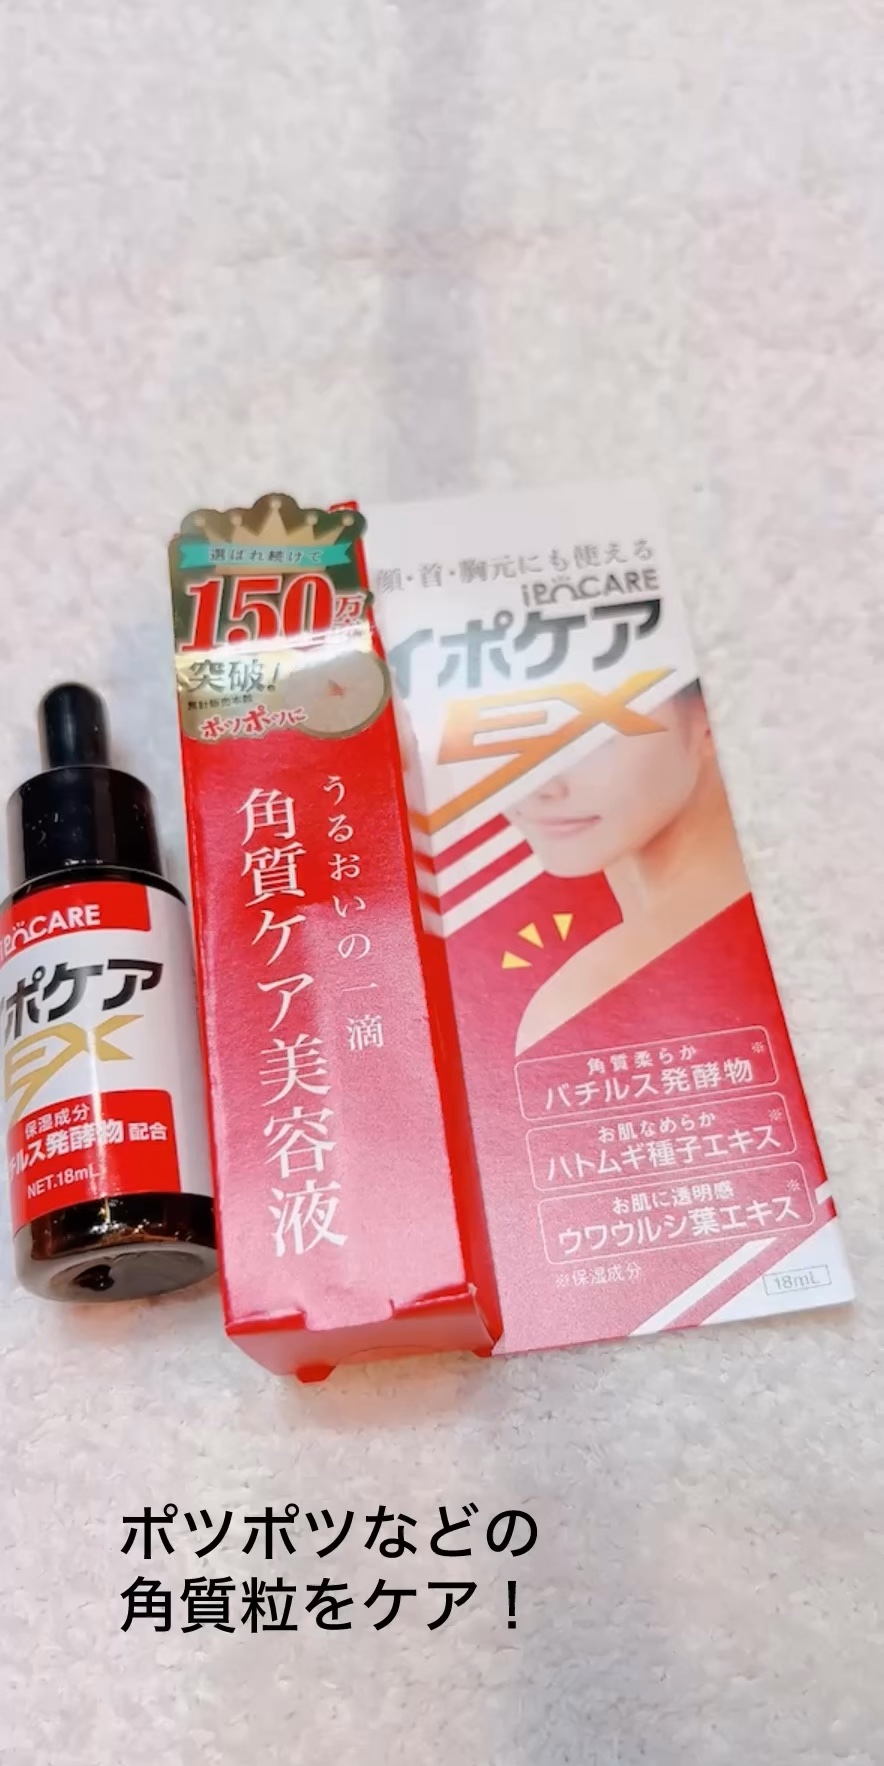 選ばれ続けて
150万
突破!
累計販売本数
ポツポツに
うるおいの一滴
角質ケア美容液
顔・首・胸元にも使える
iPOCARE
イポケア
EX
角質柔らか
バチルス発酵物※
お肌なめらか
ハトムギ種子エキス※
お肌に透明感
ウワウルシ葉エキス※
※保湿成分
18mL
iPOCARE
ポケア
EX
保湿成分
チルス発酵物 配合
NET.18mL
ポツポツなどの
角質粒をケア！